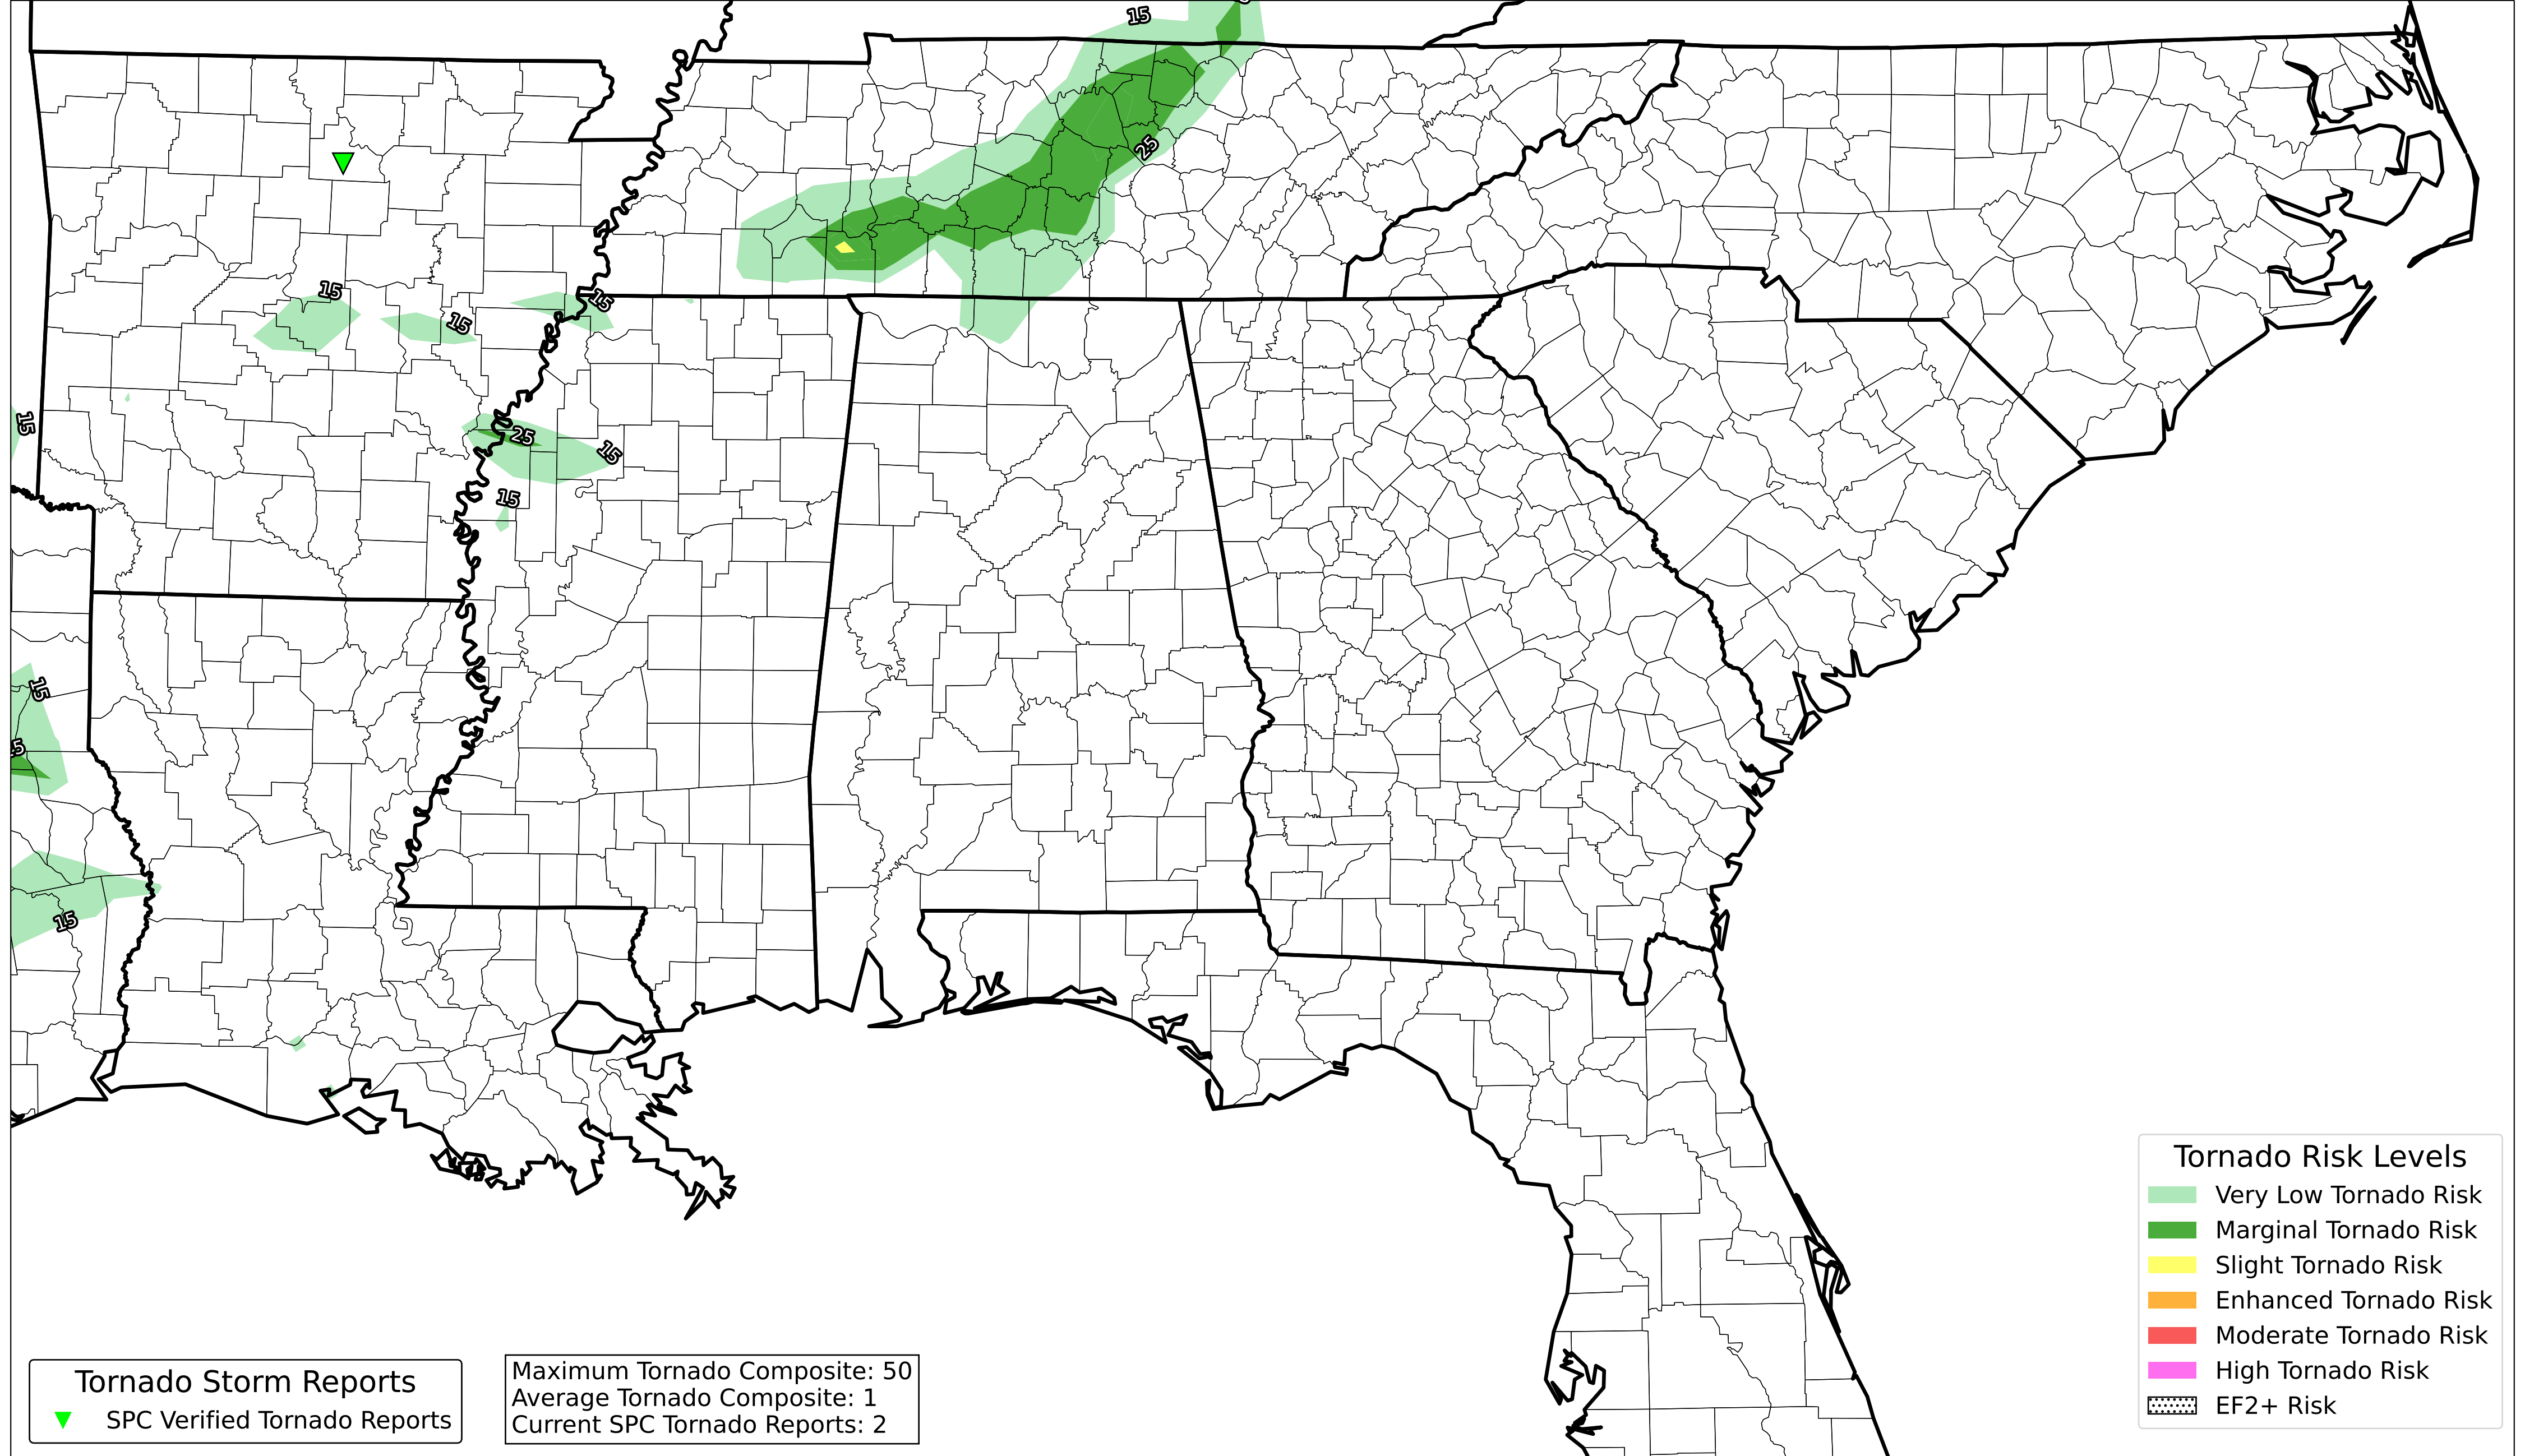 15
25
15
15
15
15
25
15
15
15
5
15
Tornado Risk Levels
Very Low Tornado Risk
Marginal Tornado Risk
Slight Tornado Risk
Enhanced Tornado Risk
Moderate Tornado Risk
High Tornado Risk
EF2+ Risk
Tornado Storm Reports
SPC Verified Tornado Reports
Maximum Tornado Composite: 50
Average Tornado Composite: 1
Current SPC Tornado Reports: 2